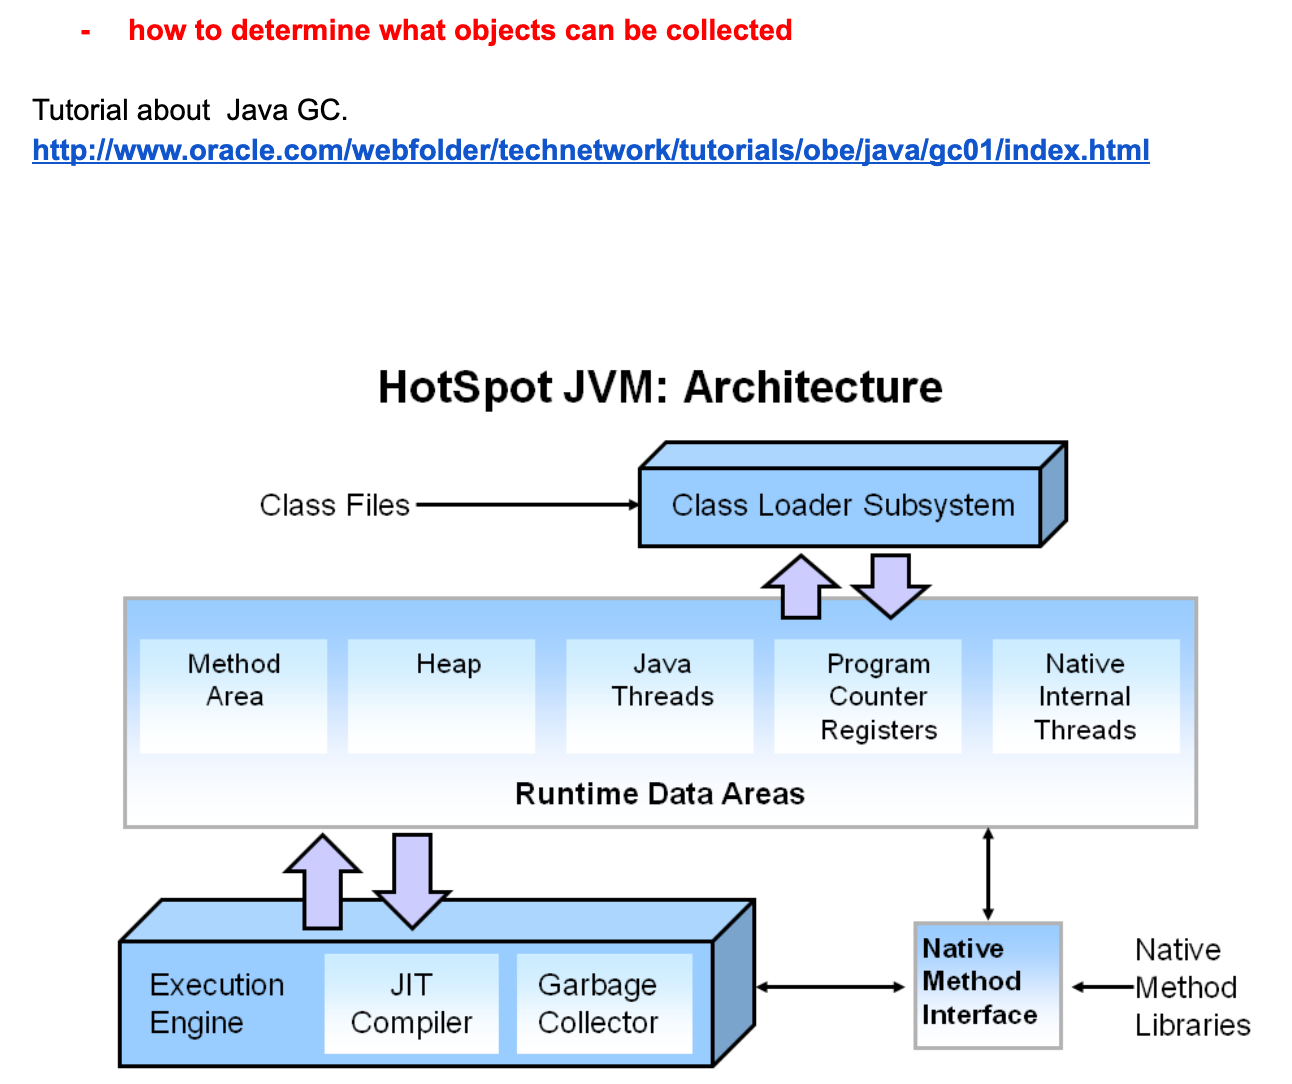 - how to determine what objects can be collected
Tutorial about  Java GC.
http://www.oracle.com/webfolder/technetwork/tutorials/obe/java/gc01/index.html
HotSpot JVM: Architecture
Class Files
Class Loader Subsystem
Method
Area
Heap
Java
Threads
Program
Counter
Registers
Native
Internal
Threads
Runtime Data Areas
Execution
Engine
JIT
Compiler
Garbage
Collector
Native
Method
Interface
Native
Method
Libraries